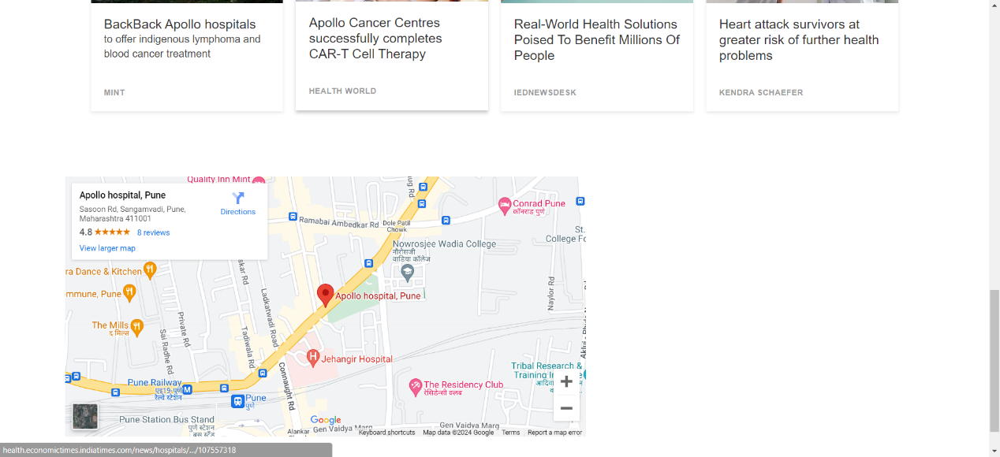 BackBack Apollo hospitals
to offer indigenous lymphoma and
blood cancer treatment
MINT
Apollo Cancer Centres
successfully completes
CAR-T Cell Therapy
HEALTH WORLD
Real-World Health Solutions
Poised To Benefit Millions Of
People
IEDNEWSDESK
Heart attack survivors at
greater risk of further health
problems
KENDRA SCHAEFER
Quality Inn Mint
Apollo hospital, Pune
Directions
Sasoon Rd, Sangamvadi, Pune,
Maharashtra 411001
4.8 ★★★★★ 8 reviews
View larger map
Conrad Pune
कॉनराड पुणे
Ramabai Ambedkar Rd
Dole Patil
Chowk
St.
College Fo
Nowrosjee Wadia College
नौरोसजी
वाडिया कॉलेज
ra Dance & Kitchen
mmune, Pune
Apollo hospital, Pune
The Mills
द मिल्स
Private Rd
Sai Radhe Rd
Tadiwala Rd
Ladkatwadi Road
Connaught Rd
Naylor Rd
Jehangir Hospital
Tribal Research &
Training In
आदिव
Pune Railway
पुणे
रेल्वे स्टेशन
Pune
पुणे
The Residency Club
रेसिडेन्सी क्लब
Pune Station Bus Stand
पुणे स्टेशन
बस स्टँड
Google
Alankar
Gen Vaidya Marg
Gen Vaidya Marg
Keyboard shortcuts Map data ©2024 Google Terms Report a map error
health.economictimes.indiatimes.com/news/hospitals/.../107557318